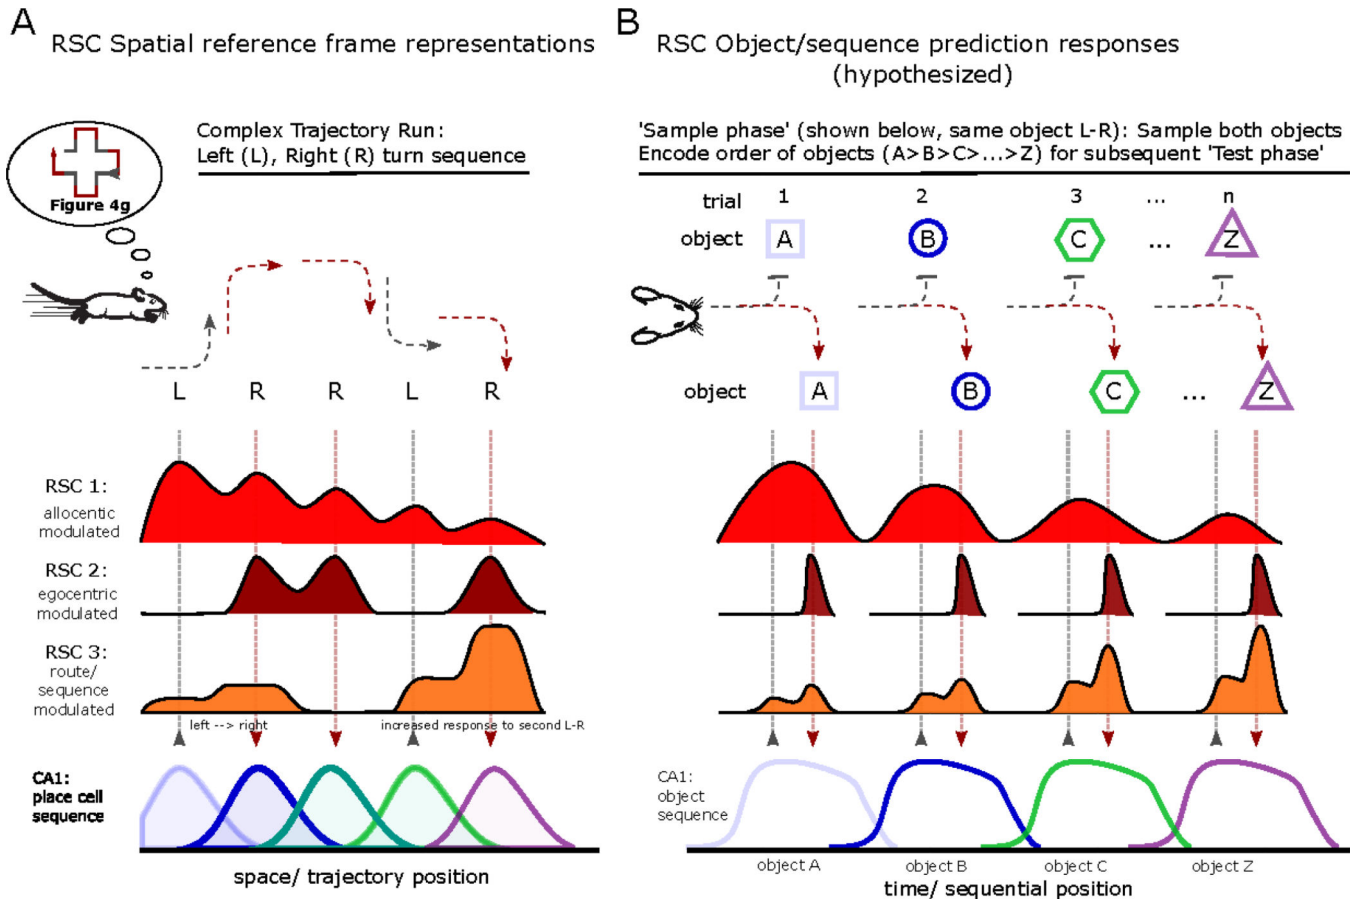 A
RSC Spatial reference frame representations
Figure 4g
Complex Trajectory Run:
Left (L), Right (R) turn sequence
L R R L R
RSC 1:
allocentic
modulated
RSC 2:
egocentric
modulated
RSC 3:
route/
sequence
modulated
left --> right
increased response to second L-R
CA1:
place cell
sequence
space/ trajectory position
B
RSC Object/sequence prediction responses
(hypothesized)
'Sample phase' (shown below, same object L-R): Sample both objects
Encode order of objects (A>B>C>...>Z) for subsequent 'Test phase'
trial 1 2 3 ... n
object A B C ... Z
object A B C ... Z
CA1:
object
sequence
object A object B object C object Z
time/ sequential position